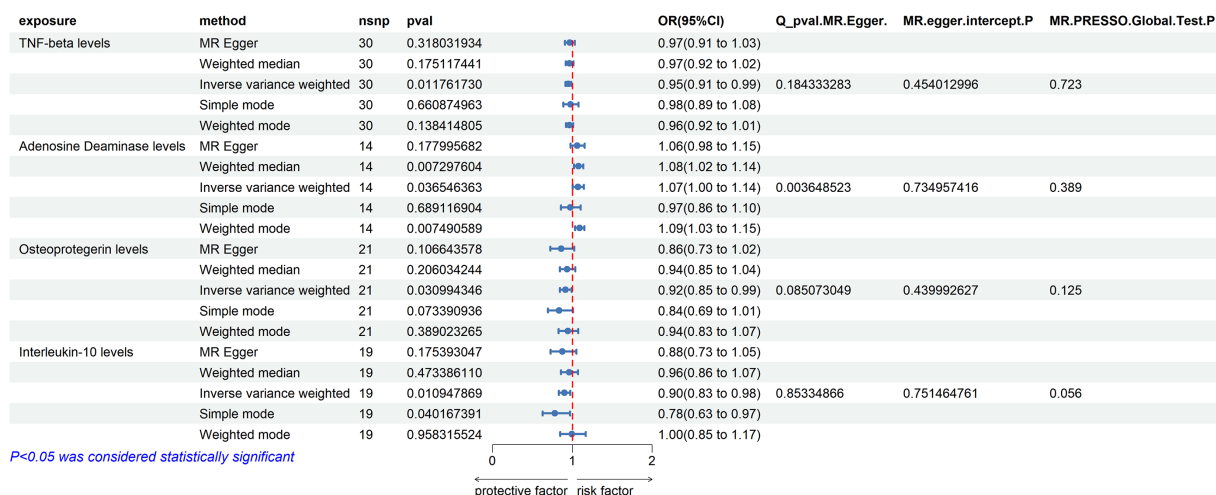 exposure method nsnp pval OR(95%CI) Q_pval.MR.Egger. MR.egger.intercept.P MR.PRESSO.Global.Test.P
TNF-beta levels MR Egger 30 0.318031934 0.97(0.91 to 1.03)
Weighted median 30 0.175117441 0.97(0.92 to 1.02)
Inverse variance weighted 30 0.011761730 0.95(0.91 to 0.99) 0.184333283 0.454012996 0.723
Simple mode 30 0.660874963 0.98(0.89 to 1.08)
Weighted mode 30 0.138414805 0.96(0.92 to 1.01)
Adenosine Deaminase levels MR Egger 14 0.177995682 1.06(0.98 to 1.15)
Weighted median 14 0.007297604 1.08(1.02 to 1.14)
Inverse variance weighted 14 0.036546363 1.07(1.00 to 1.14) 0.003648523 0.734957416 0.389
Simple mode 14 0.689116904 0.97(0.86 to 1.10)
Weighted mode 14 0.007490589 1.09(1.03 to 1.15)
Osteoprotegerin levels MR Egger 21 0.106643578 0.86(0.73 to 1.02)
Weighted median 21 0.206034244 0.94(0.85 to 1.04)
Inverse variance weighted 21 0.030994346 0.92(0.85 to 0.99) 0.085073049 0.439992627 0.125
Simple mode 21 0.073390936 0.84(0.69 to 1.01)
Weighted mode 21 0.389023265 0.94(0.83 to 1.07)
Interleukin-10 levels MR Egger 19 0.175393047 0.88(0.73 to 1.05)
Weighted median 19 0.473386110 0.96(0.86 to 1.07)
Inverse variance weighted 19 0.010947869 0.90(0.83 to 0.98) 0.85334866 0.751464761 0.056
Simple mode 19 0.040167391 0.78(0.63 to 0.97)
Weighted mode 19 0.958315524 1.00(0.85 to 1.17)
P<0.05 was considered statistically significant
0 1 2
protective factor risk factor